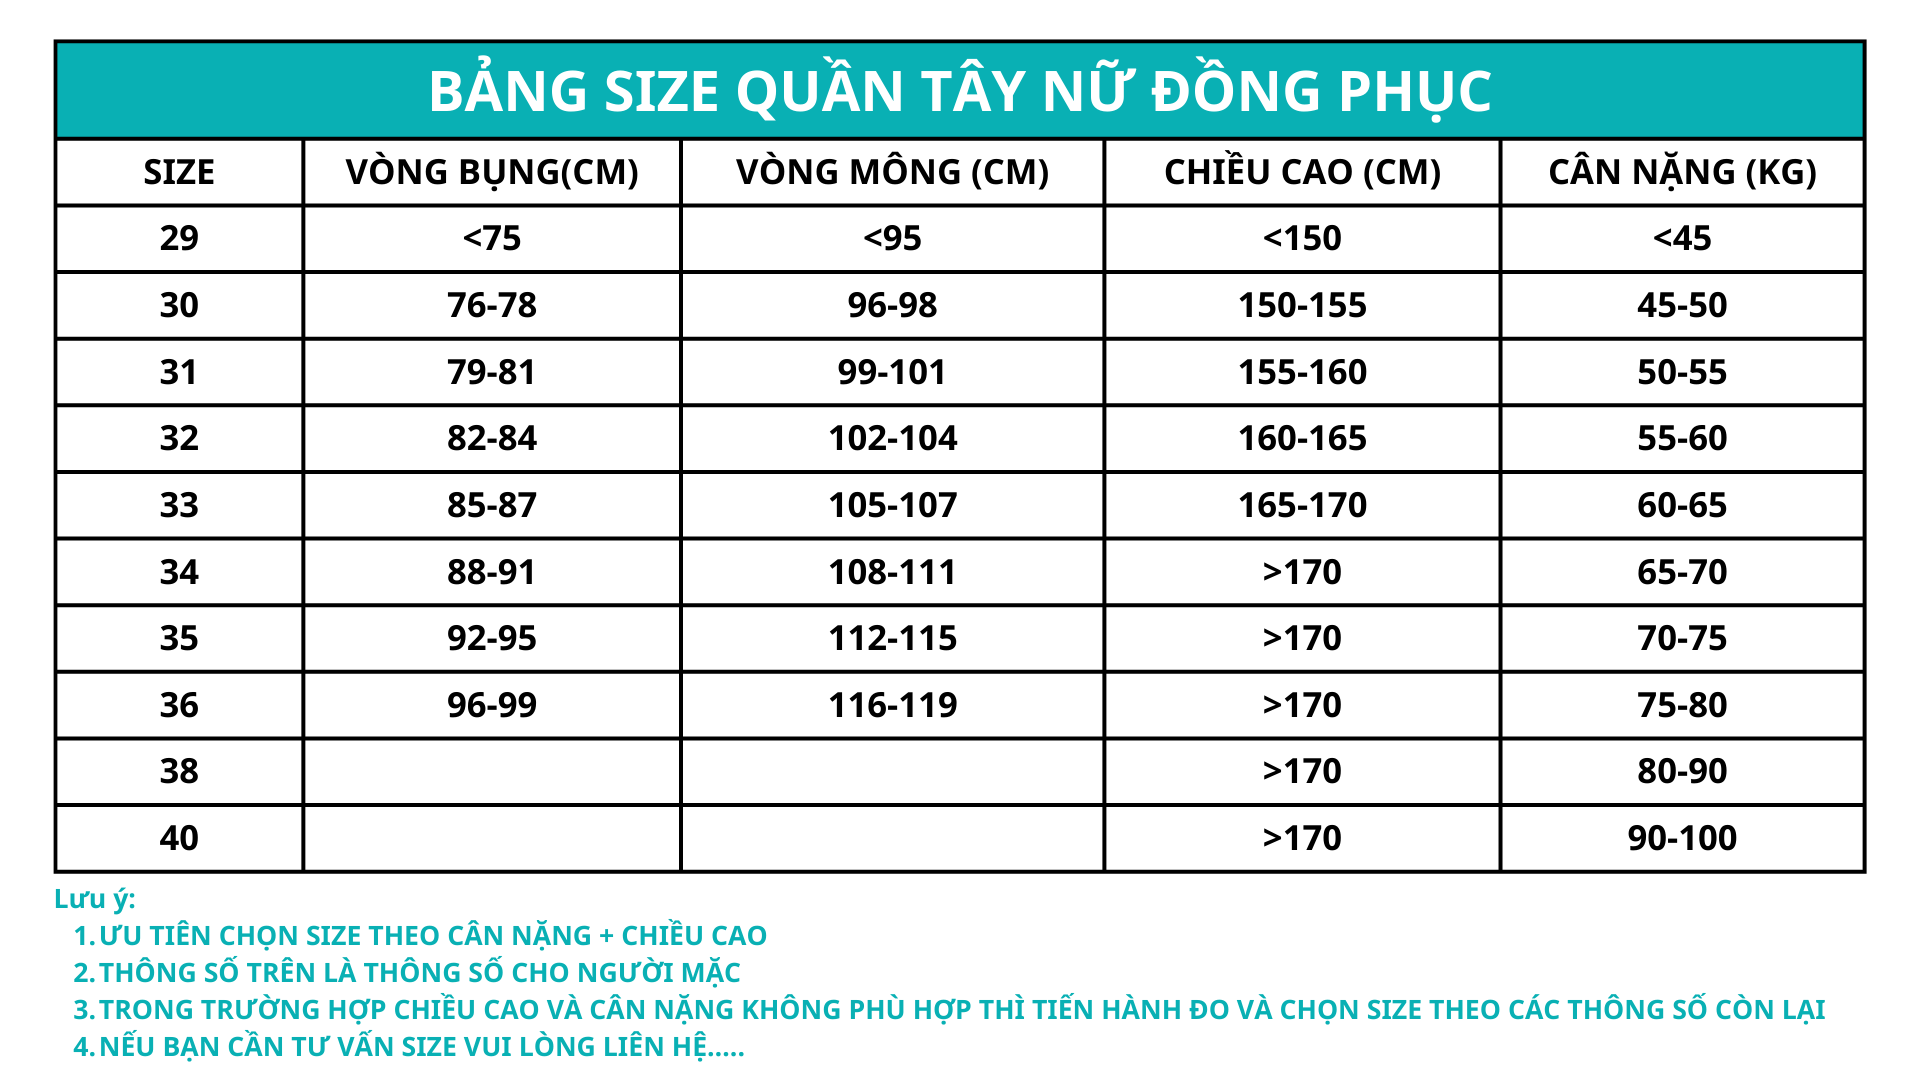 BẢNG SIZE QUẦN TÂY NỮ ĐỒNG PHỤC
SIZE VÒNG BỤNG(CM) VÒNG MÔNG (CM) CHIỀU CAO (CM) CÂN NẶNG (KG)
29 <75 <95 <150 <45
30 76-78 96-98 150-155 45-50
31 79-81 99-101 155-160 50-55
32 82-84 102-104 160-165 55-60
33 85-87 105-107 165-170 60-65
34 88-91 108-111 >170 65-70
35 92-95 112-115 >170 70-75
36 96-99 116-119 >170 75-80
38 >170 80-90
40 >170 90-100
Lưu ý:
1. ƯU TIÊN CHỌN SIZE THEO CÂN NẶNG + CHIỀU CAO
2. THÔNG SỐ TRÊN LÀ THÔNG SỐ CHO NGƯỜI MẶC
3. TRONG TRƯỜNG HỢP CHIỀU CAO VÀ CÂN NẶNG KHÔNG PHÙ HỢP THÌ TIẾN HÀNH ĐO VÀ CHỌN SIZE THEO CÁC THÔNG SỐ CÒN LẠI
4. NẾU BẠN CẦN TƯ VẤN SIZE VUI LÒNG LIÊN HỆ.....